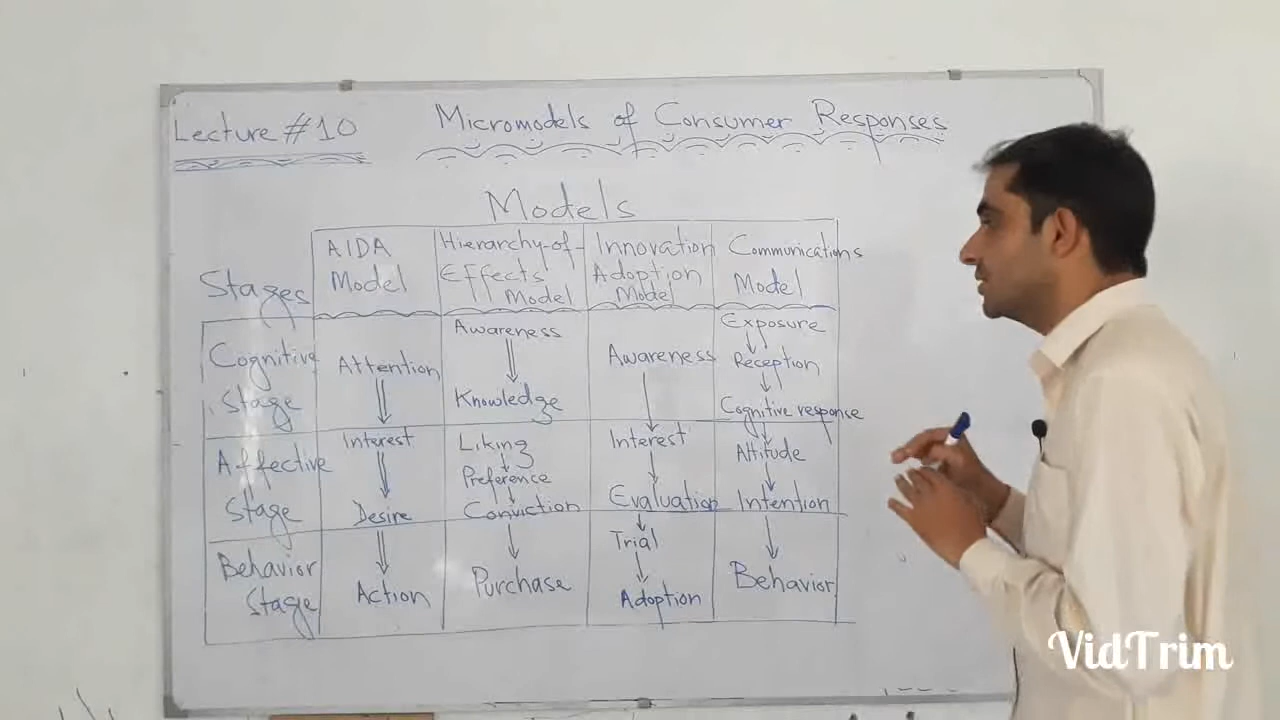 Lecture #10
Micromodels of Consumer Responses
Models
Stages
AIDA
Model
Hierarchy-of-
Effects
Model
Innovation
Adoption
Model
Communications
Model
Cognitive
Stage
Attention
Awareness
Knowledge
Awareness
Exposure
Reception
Cognitive response
Affective
Stage
Interest
Desire
Liking
Preference
Conviction
Interest
Evaluation
Attitude
Intention
Behavior
Stage
Action
Purchase
Trial
Adoption
Behavior
VidTrim